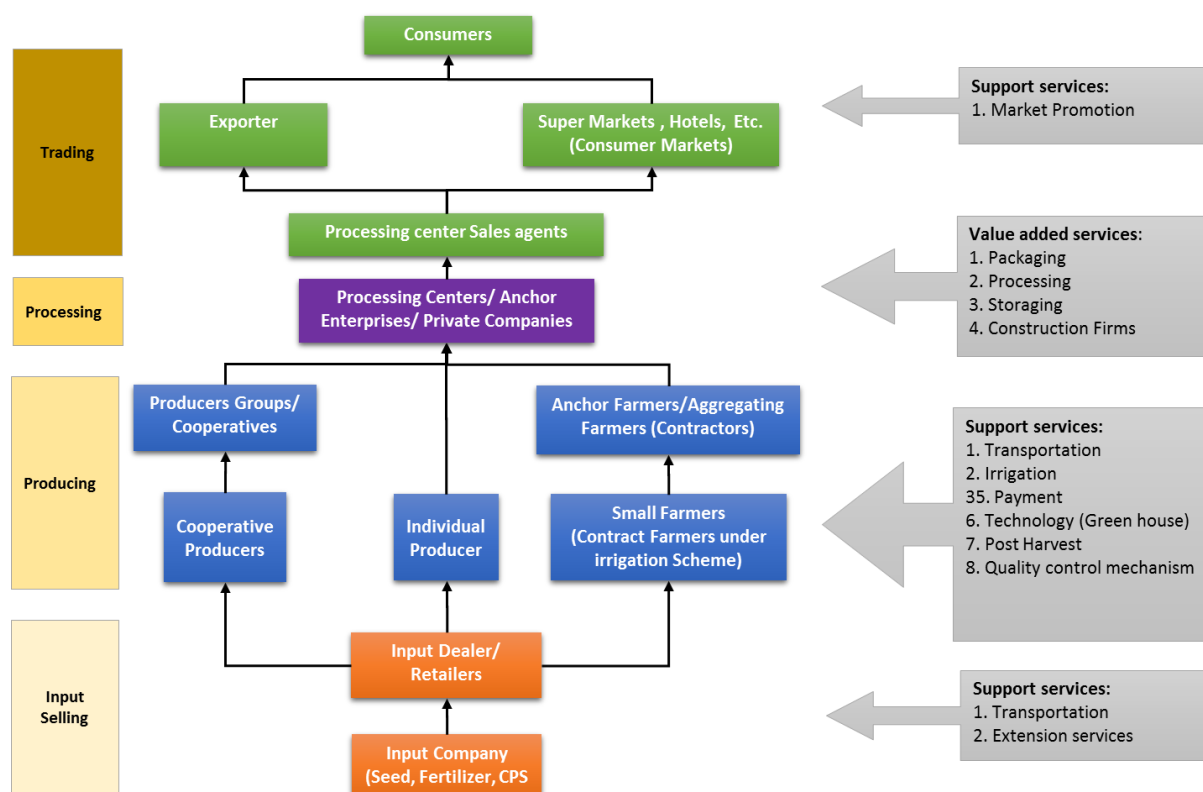 Consumers
Trading
Exporter
Super Markets , Hotels, Etc.
(Consumer Markets)
Support services:
1. Market Promotion
Processing center Sales agents
Value added services:
1. Packaging
2. Processing
3. Storaging
4. Construction Firms
Processing
Processing Centers/ Anchor
Enterprises/ Private Companies
Producing
Producers Groups/
Cooperatives
Anchor Farmers/Aggregating
Farmers (Contractors)
Cooperative
Producers
Individual
Producer
Small Farmers
(Contract Farmers under
irrigation Scheme)
Support services:
1. Transportation
2. Irrigation
35. Payment
6. Technology (Green house)
7. Post Harvest
8. Quality control mechanism
Input
Selling
Input Dealer/
Retailers
Input Company
(Seed, Fertilizer, CPS
Support services:
1. Transportation
2. Extension services